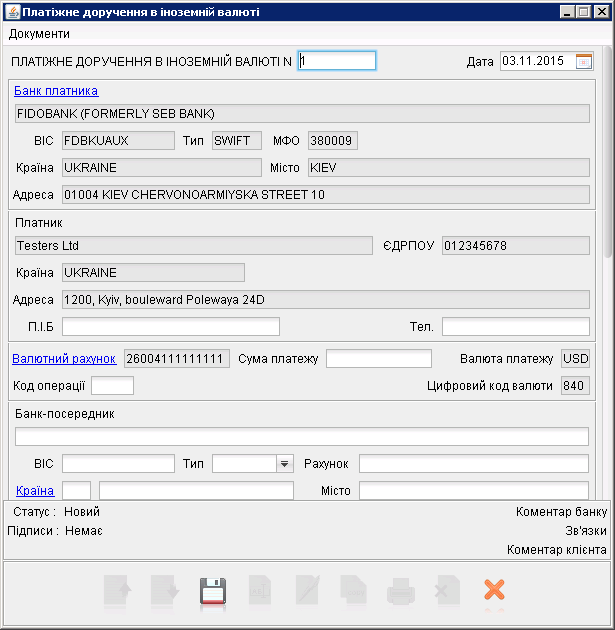 Платіжне доручення в іноземній валюті
Документи
ПЛАТІЖНЕ ДОРУЧЕННЯ В ІНОЗЕМНІЙ ВАЛЮТІ N 1 Дата 03.11.2015
Банк платника
FIDOBANK (FORMERLY SEB BANK)
BIC FDBKUAUX Тип SWIFT МФО 380009
Країна UKRAINE Місто KIEV
Адреса 01004 KIEV CHERVONOARMIYSKA STREET 10
Платник
Testers Ltd ЄДРПОУ 012345678
Країна UKRAINE
Адреса 1200, Kyiv, bouleward Polewaya 24D
П.І.Б Тел.
Валютний рахунок 26004111111111 Сума платежу Валюта платежу USD
Код операції Цифровий код валюти 840
Банк-посередник
BIC Тип Рахунок
Країна Місто
Статус : Новий Коментар банку
Підписи : Немає Зв'язки
Коментар клієнта